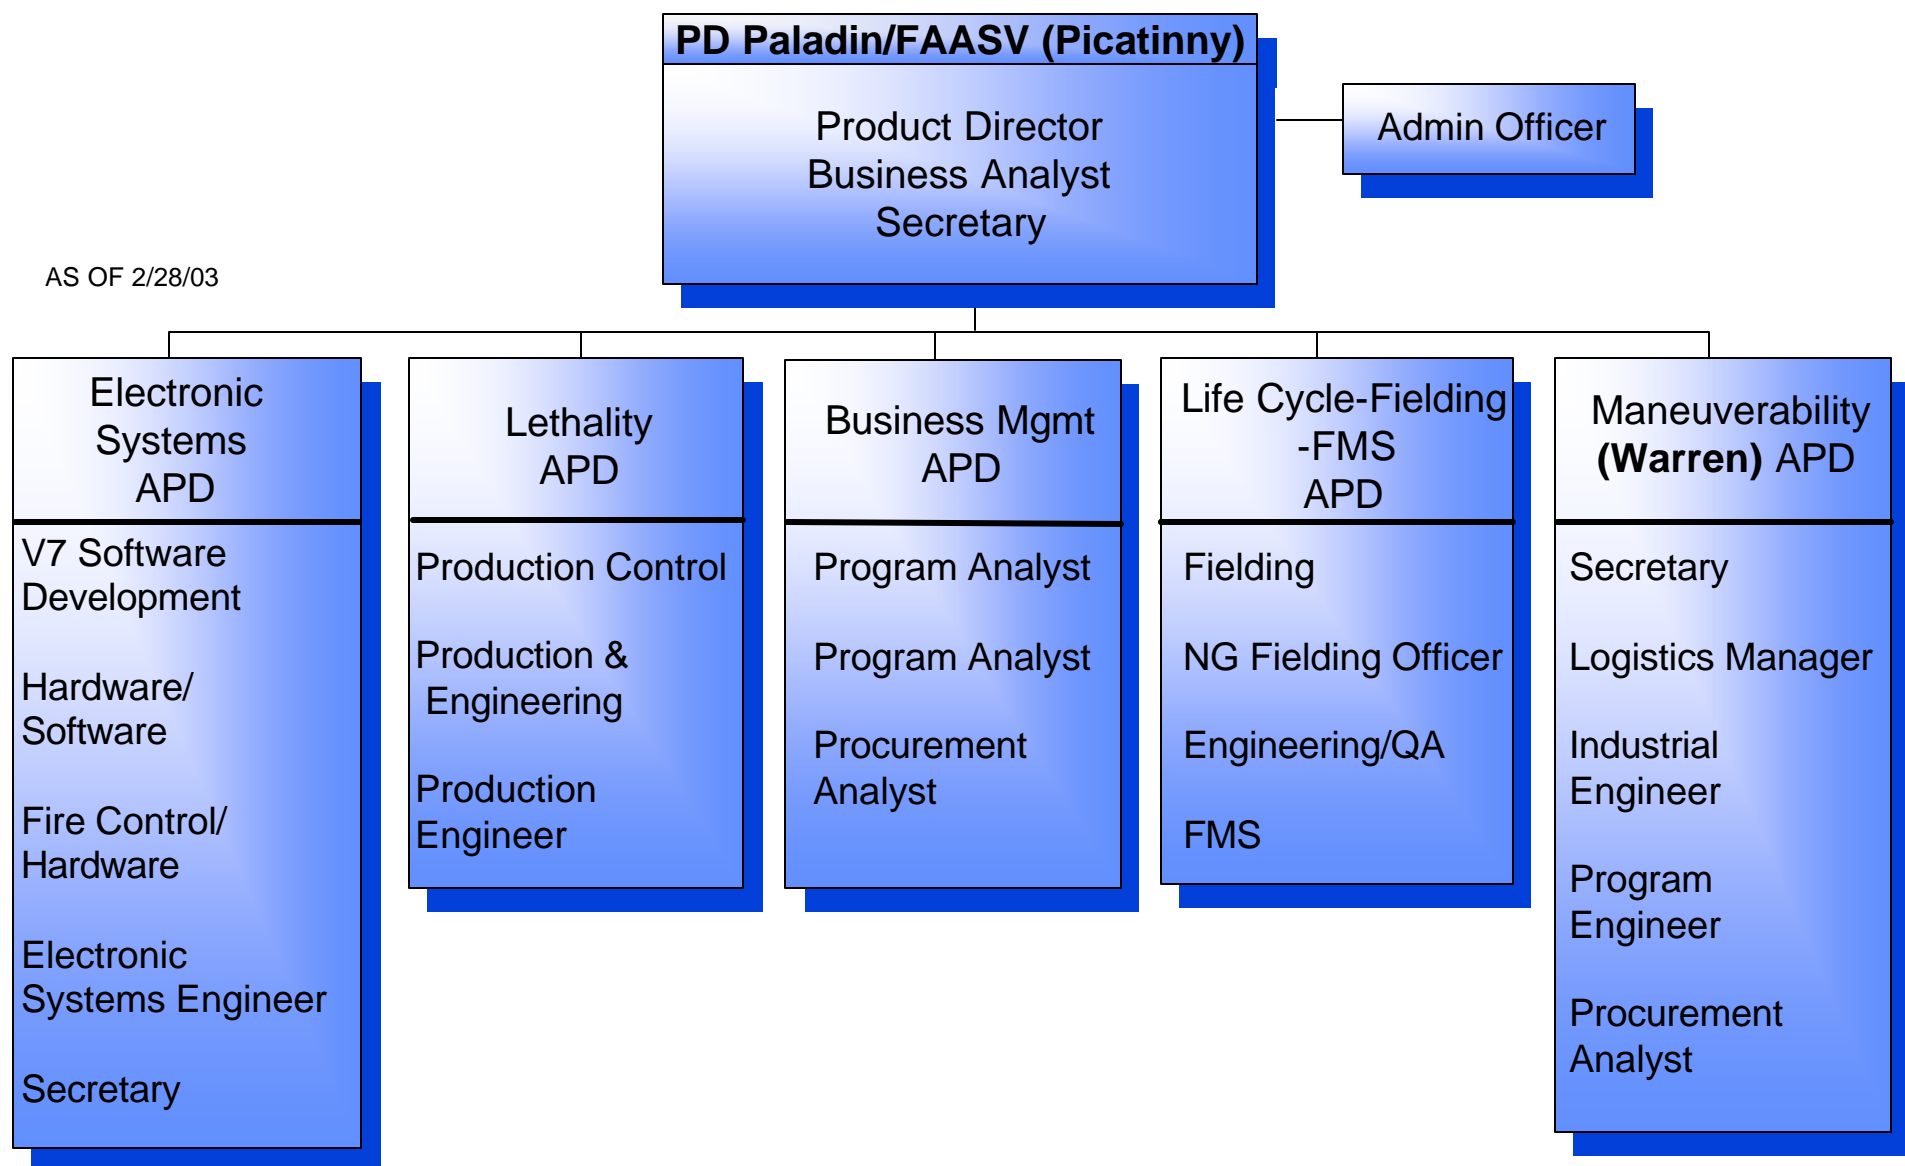 PD Paladin/FAASV (Picatinny)
Product Director
Business Analyst
Secretary
Admin Officer
AS OF 2/28/03
Electronic
Systems
APD
V7 Software
Development
Hardware/
Software
Fire Control/
Hardware
Electronic
Systems Engineer
Secretary
Lethality
APD
Production Control
Production &
Engineering
Production
Engineer
Business Mgmt
APD
Program Analyst
Program Analyst
Procurement
Analyst
Life Cycle-Fielding
-FMS
APD
Fielding
NG Fielding Officer
Engineering/QA
FMS
Maneuverability
(Warren) APD
Secretary
Logistics Manager
Industrial
Engineer
Program
Engineer
Procurement
Analyst